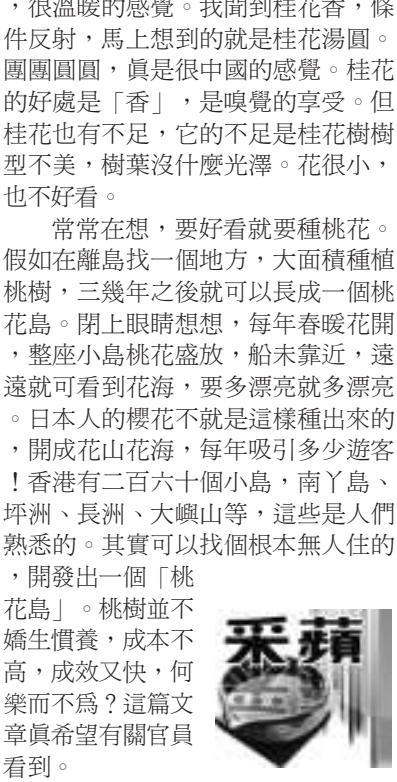 ，很溫暖的感覺。我聞到桂花香，條
件反射，馬上想到的就是桂花湯圓。
團團圓圓，眞是很中國的感覺。桂花
的好處是「香」，是嗅覺的享受。但
桂花也有不足，它的不足是桂花樹樹
型不美，樹葉沒什麼光澤。花很小，
也不好看。
常常在想，要好看就要種桃花。
假如在離島找一個地方，大面積種植
桃樹，三幾年之後就可以長成一個桃
花島。閉上眼睛想想，每年春暖花開
，整座小島桃花盛放，船未靠近，遠
遠就可看到花海，要多漂亮就多漂亮
。日本人的櫻花不就是這樣種出來的
，開成花山花海，每年吸引多少遊客
！香港有二百六十個小島，南丫島、
坪洲、長洲、大嶼山等，這些是人們
熟悉的。其實可以找個根本無人住的
，開發出一個「桃
花島」。桃樹並不
嬌生慣養，成本不
高，成效又快，何
樂而不爲？這篇文
章眞希望有關官員
看到。
采蘋